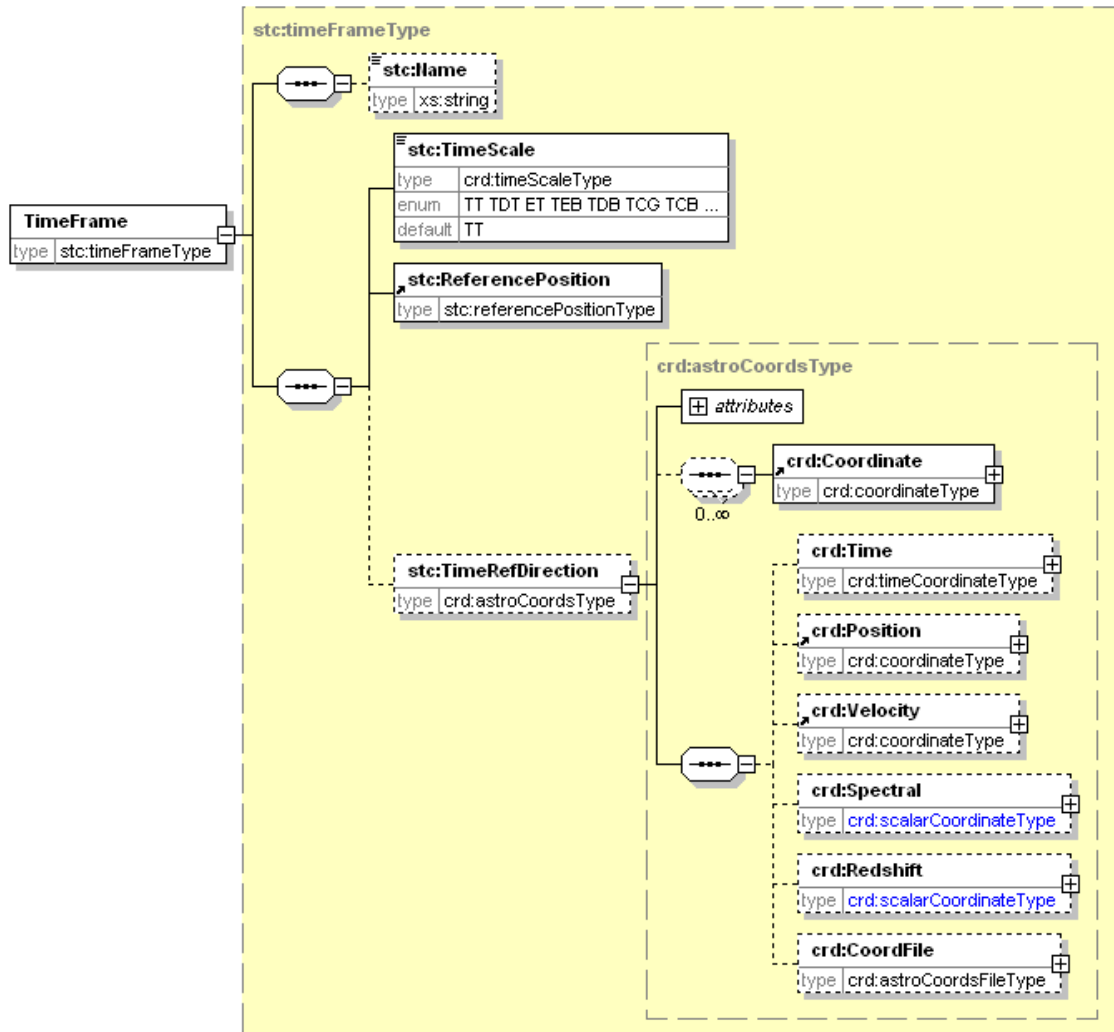 stc:timeFrameType
stc:Name
type xs:string
stc:TimeScale
type crd:timeScaleType
enum TT TDT ET TEB TDB TCG TCB ...
default TT
TimeFrame
type stc:timeFrameType
stc:ReferencePosition
type stc:referencePositionType
crd:astroCoordsType
attributes
crd:Coordinate
type crd:coordinateType
0..∞
stc:TimeRefDirection
type crd:astroCoordsType
crd:Time
type crd:timeCoordinateType
crd:Position
type crd:coordinateType
crd:Velocity
type crd:coordinateType
crd:Spectral
type crd:scalarCoordinateType
crd:Redshift
type crd:scalarCoordinateType
crd:CoordFile
type crd:astroCoordsFileType